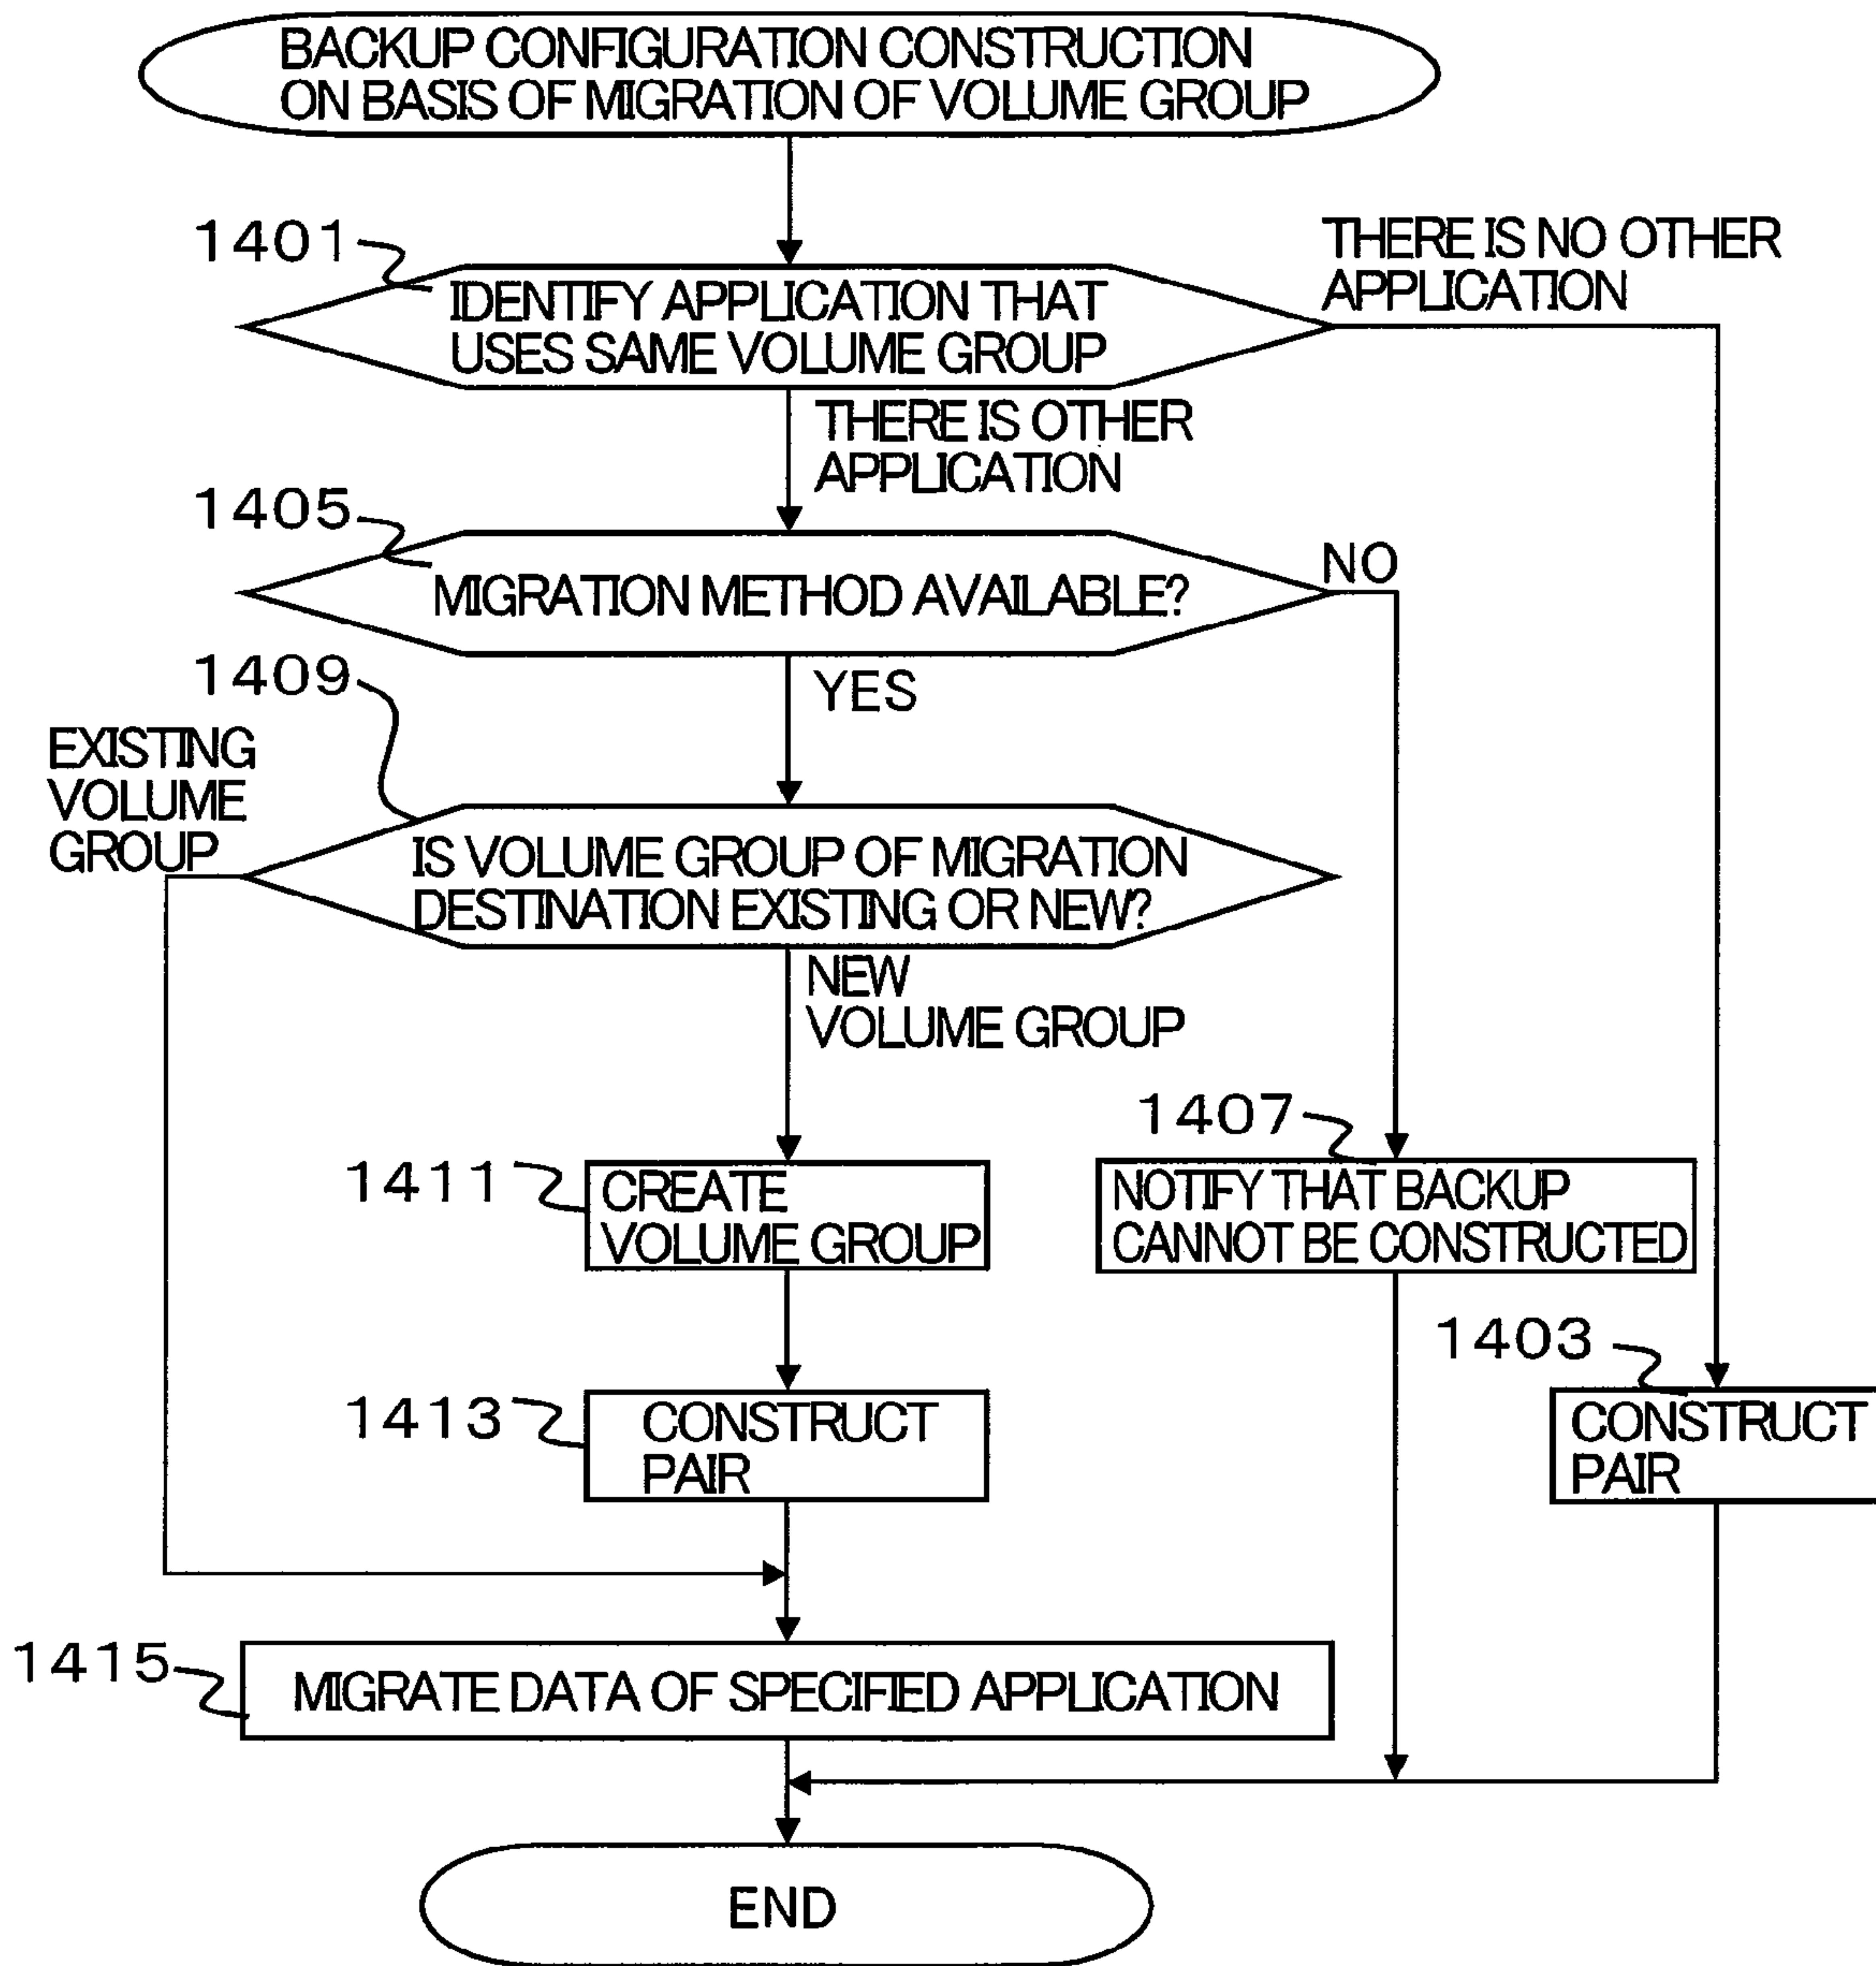 BACKUP CONFIGURATION CONSTRUCTION
ON BASIS OF MIGRATION OF VOLUME GROUP
1401
THERE IS NO OTHER
APPLICATION
IDENTIFY APPLICATION THAT
USES SAME VOLUME GROUP
THERE IS OTHER
APPLICATION
1405
NO
MIGRATION METHOD AVAILABLE?
1409
YES
EXISTING
VOLUME
GROUP
IS VOLUME GROUP OF MIGRATION
DESTINATION EXISTING OR NEW?
NEW
VOLUME GROUP
1407
1411
CREATE
VOLUME GROUP
NOTIFY THAT BACKUP
CANNOT BE CONSTRUCTED
1403
1413
CONSTRUCT
PAIR
CONSTRUCT
PAIR
1415
MIGRATE DATA OF SPECIFIED APPLICATION
END